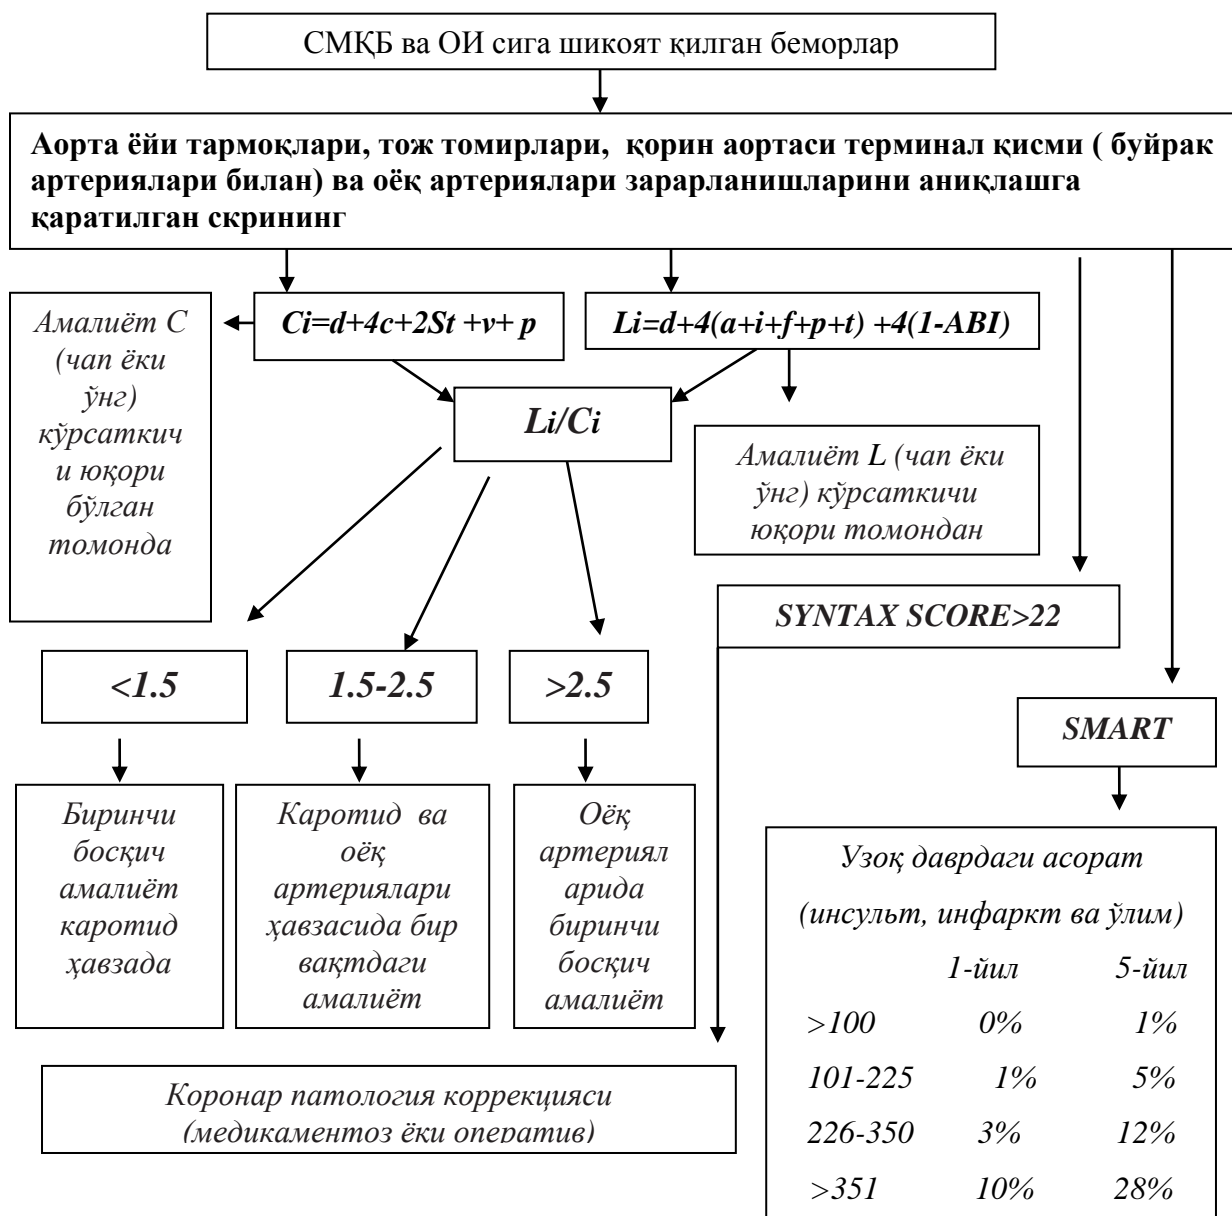 СМҚБ ва ОИ сига шикоят қилган беморлар
Аорта ёйи тармоқлари, тож томирлари, қорин аортаси терминал қисми ( буйрак
артериялари билан) ва оёқ артериялари зарарланишларини аниқлашга
қаратилган скрининг
Амалиёт С
(чап ёки
ўнг)
кўрсаткич
и юқори
бўлган
томонда
Ci=d+4c+2St +v+ p
Li=d+4(a+i+f+p+t) +4(1-ABI)
Li/Ci
Амалиёт L (чап ёки
ўнг) кўрсаткичи
юқори томондан
SYNTAX SCORE>22
<1.5
1.5-2.5
>2.5
SMART
Биринчи
босқич
амалиёт
каротид
ҳавзада
Каротид ва
оёқ
артериялари
ҳавзасида бир
вақтдаги
амалиёт
Оёқ
артериял
арида
биринчи
босқич
амалиёт
Узоқ даврдаги асорат
(инсульт, инфаркт ва ўлим)
1-йил 5-йил
>100 0% 1%
101-225 1% 5%
226-350 3% 12%
>351 10% 28%
Коронар патология коррекцияси
(медикаментоз ёки оператив)